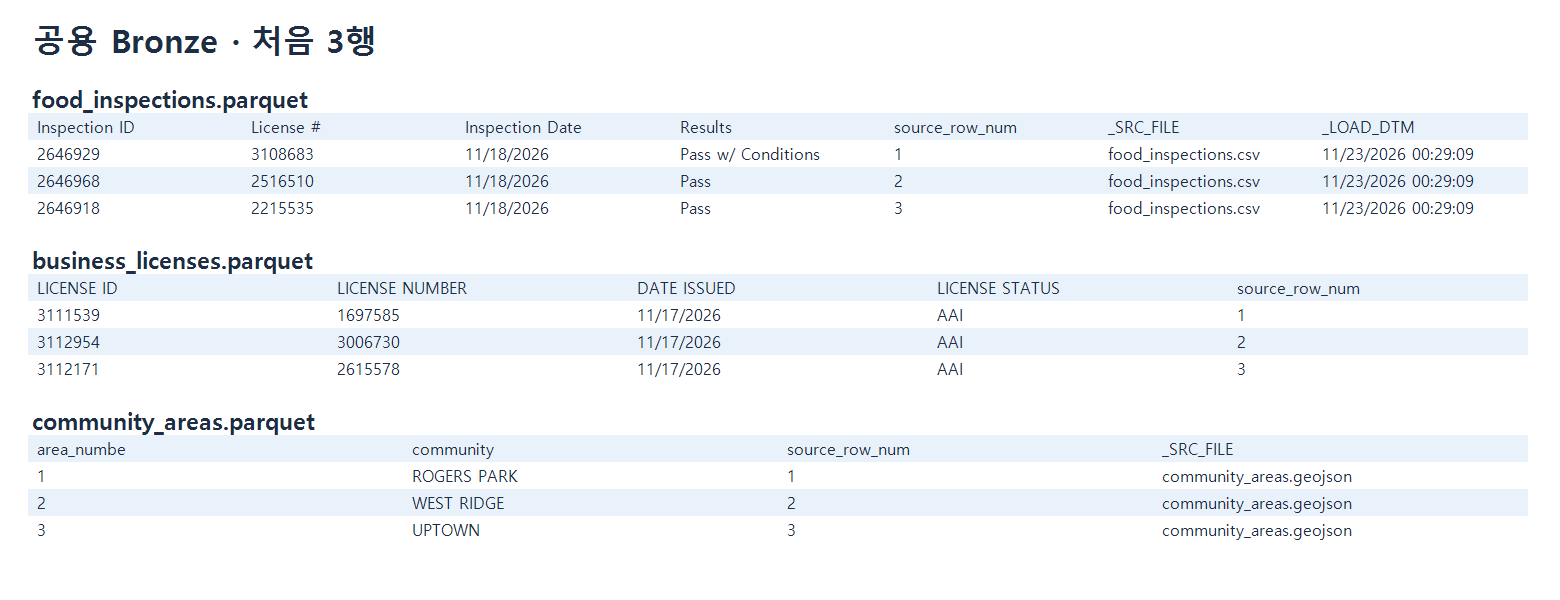 공용 Bronze · 처음 3행
food_inspections.parquet
Inspection ID License # Inspection Date Results source_row_num _SRC_FILE _LOAD_DTM
2646929 3108683 11/18/2026 Pass w/ Conditions 1 food_inspections.csv 11/23/2026 00:29:09
2646968 2516510 11/18/2026 Pass 2 food_inspections.csv 11/23/2026 00:29:09
2646918 2215535 11/18/2026 Pass 3 food_inspections.csv 11/23/2026 00:29:09
business_licenses.parquet
LICENSE ID LICENSE NUMBER DATE ISSUED LICENSE STATUS source_row_num
3111539 1697585 11/17/2026 AAI 1
3112954 3006730 11/17/2026 AAI 2
3112171 2615578 11/17/2026 AAI 3
community_areas.parquet
area_numbe community source_row_num _SRC_FILE
1 ROGERS PARK 1 community_areas.geojson
2 WEST RIDGE 2 community_areas.geojson
3 UPTOWN 3 community_areas.geojson